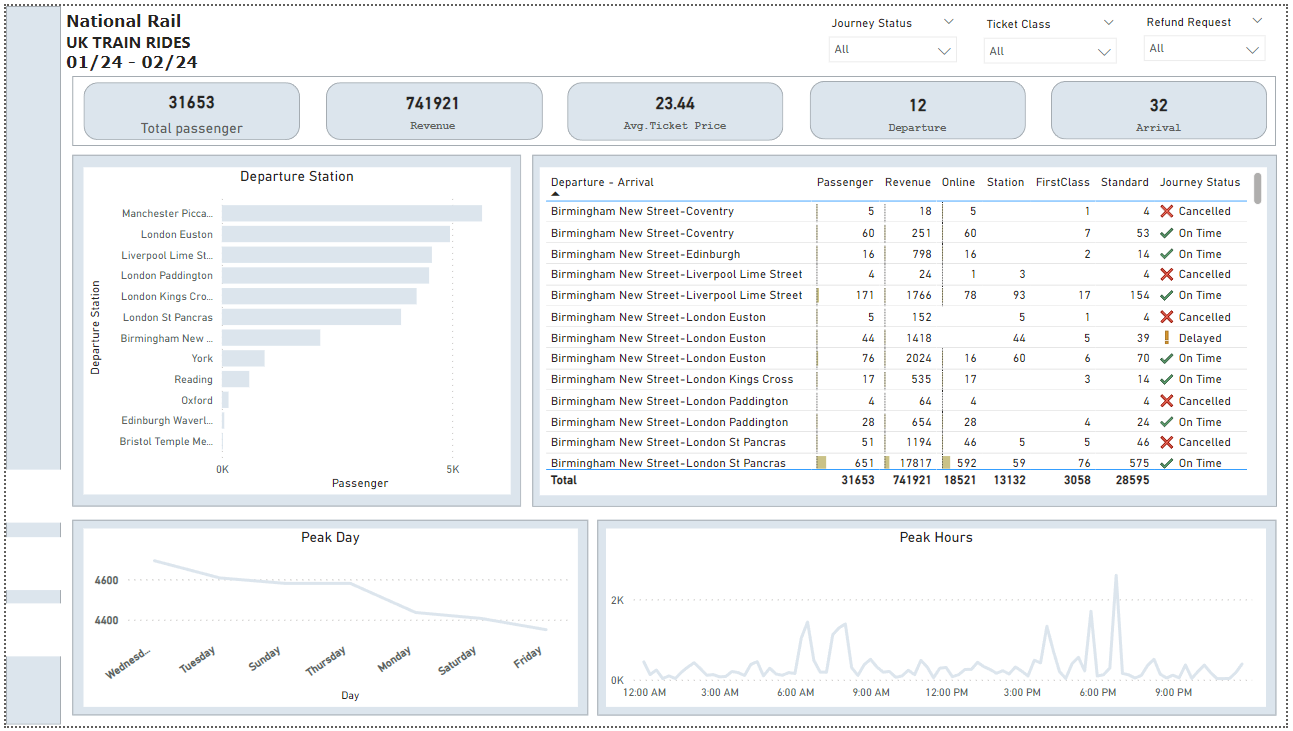 National Rail
UK TRAIN RIDES
01/24 - 02/24
Journey Status
All
Ticket Class
All
Refund Request
All
31653
Total passenger
741921
Revenue
23.44
Avg.Ticket Price
12
Departure
32
Arrival
Departure Station
Departure Station
Manchester Picca...
London Euston
Liverpool Lime St...
London Paddington
London Kings Cro...
London St Pancras
Birmingham New ...
York
Reading
Oxford
Edinburgh Waverl...
Bristol Temple Me...
0K 5K
Passenger
Departure - Arrival Passenger Revenue Online Station FirstClass Standard Journey Status
Birmingham New Street-Coventry 5 18 5 1 4 Cancelled
Birmingham New Street-Coventry 60 251 60 7 53 On Time
Birmingham New Street-Edinburgh 16 798 16 2 14 On Time
Birmingham New Street-Liverpool Lime Street 4 24 1 3 4 Cancelled
Birmingham New Street-Liverpool Lime Street 171 1766 78 93 17 154 On Time
Birmingham New Street-London Euston 5 152 5 1 4 Cancelled
Birmingham New Street-London Euston 44 1418 44 5 39 Delayed
Birmingham New Street-London Euston 76 2024 16 60 6 70 On Time
Birmingham New Street-London Kings Cross 17 535 17 3 14 On Time
Birmingham New Street-London Paddington 4 64 4 4 Cancelled
Birmingham New Street-London Paddington 28 654 28 4 24 On Time
Birmingham New Street-London St Pancras 51 1194 46 5 5 46 Cancelled
Birmingham New Street-London St Pancras 651 17817 592 59 76 575 On Time
Total 31653 741921 18521 13132 3058 28595
Peak Day
4600
4400
Wednesd... Tuesday Sunday Thursday Monday Saturday Friday
Day
Peak Hours
2K
0K
12:00 AM 3:00 AM 6:00 AM 9:00 AM 12:00 PM 3:00 PM 6:00 PM 9:00 PM